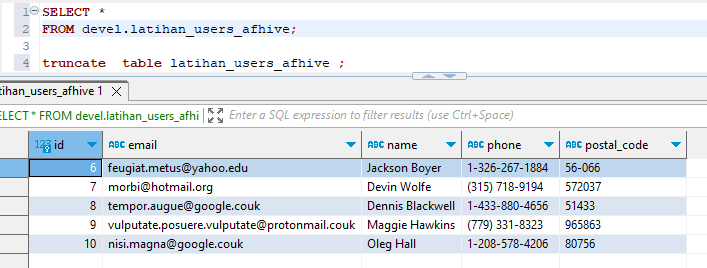 1 SELECT *
2 FROM devel.latihan_users_afhive;
3
4 truncate table latihan_users_afhive ;
tihan_users_afhive 1
ELECT * FROM devel.latihan_users_afhi Enter a SQL expression to filter results (use Ctrl+Space)
123 id ABC email ABC name ABC phone ABC postal_code
6 feugiat.metus@yahoo.edu Jackson Boyer 1-326-267-1884 56-066
7 morbi@hotmail.org Devin Wolfe (315) 718-9194 572037
8 tempor.augue@google.couk Dennis Blackwell 1-433-880-4656 51433
9 vulputate.posuere.vulputate@protonmail.couk Maggie Hawkins (779) 331-8323 965863
10 nisi.magna@google.couk Oleg Hall 1-208-578-4206 80756